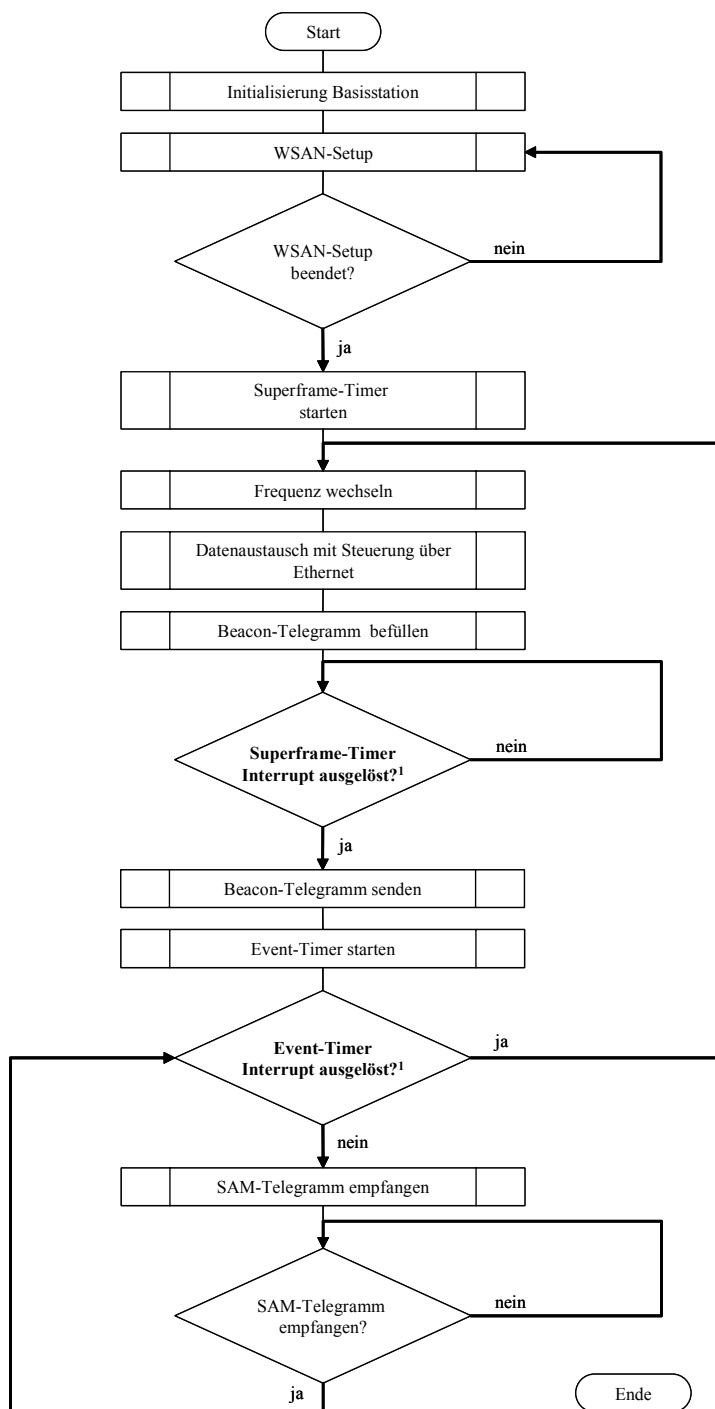 Start
Initialisierung Basisstation
WSAN-Setup
WSAN-Setup
beendet?
nein
ja
Superframe-Timer
starten
Frequenz wechseln
Datenaustausch mit Steuerung über
Ethernet
Beacon-Telegramm befüllen
Superframe-Timer
Interrupt ausgelöst?¹
nein
ja
Beacon-Telegramm senden
Event-Timer starten
Event-Timer
Interrupt ausgelöst?¹
ja
nein
SAM-Telegramm empfangen
SAM-Telegramm
empfangen?
nein
ja
Ende